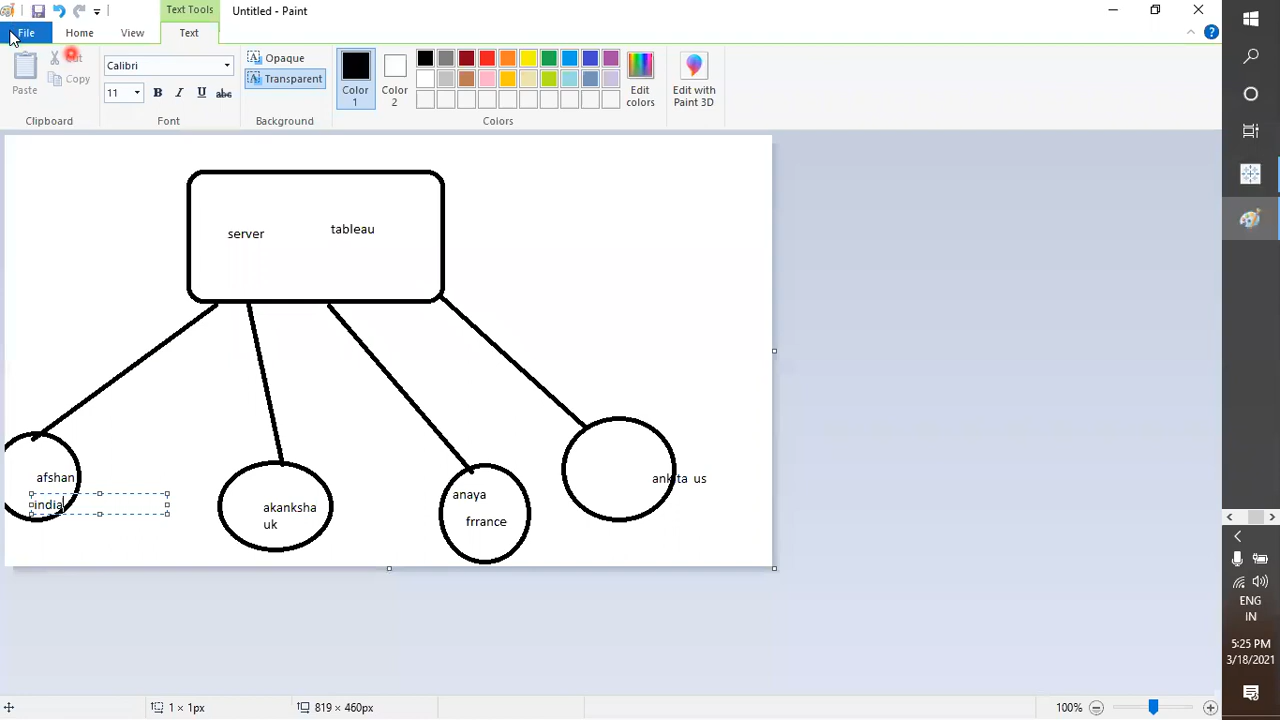 Text Tools
Untitled - Paint
File
Home
View
Text
Paste
Cut
Copy
Calibri
11
B
I
U
abc
Opaque
Transparent
Color 1
Color 2
Edit colors
Edit with Paint 3D
Clipboard
Font
Background
Colors
server
tableau
afshan
india
akanksha
uk
anaya
frrance
ankita us
ENG
IN
5:25 PM
3/18/2021
1 × 1px
819 × 460px
100%